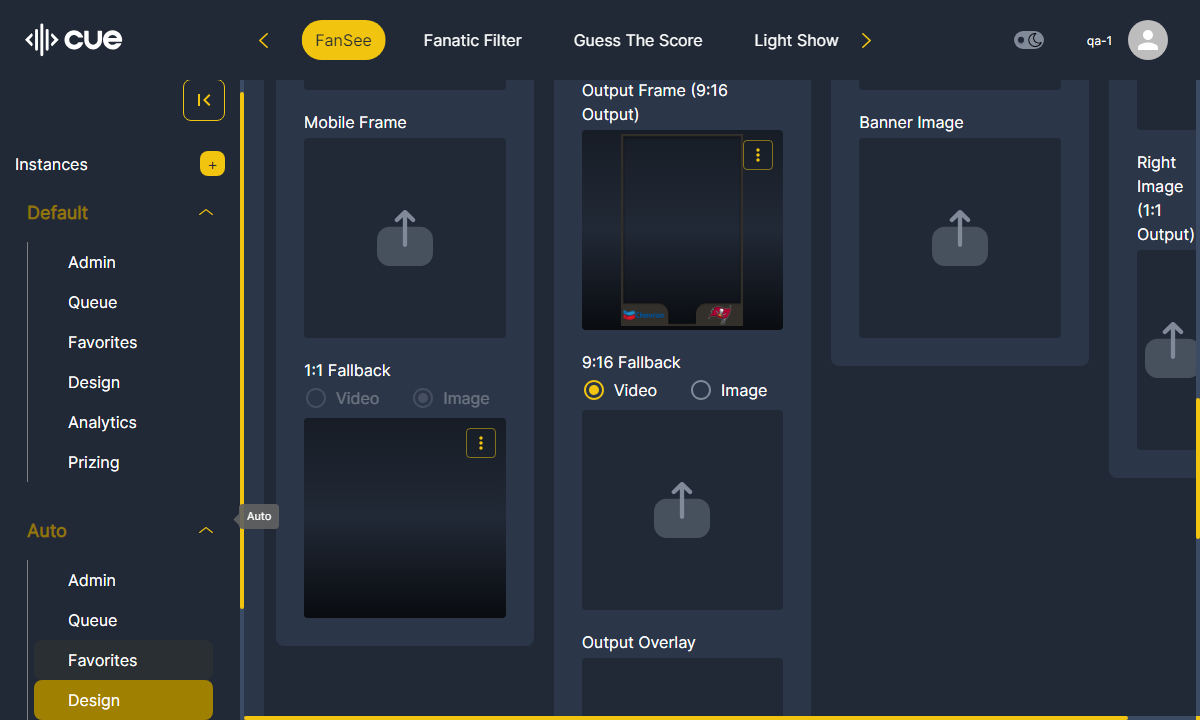 cue
FanSee
Fanatic Filter
Guess The Score
Light Show
qa-1
Instances
+
Default
Admin
Queue
Favorites
Design
Analytics
Prizing
Auto
Admin
Queue
Favorites
Design
Auto
Mobile Frame
1:1 Fallback
Video
Image
Output Frame (9:16
Output)
9:16 Fallback
Video
Image
Output Overlay
Banner Image
Right
Image
(1:1
Output)